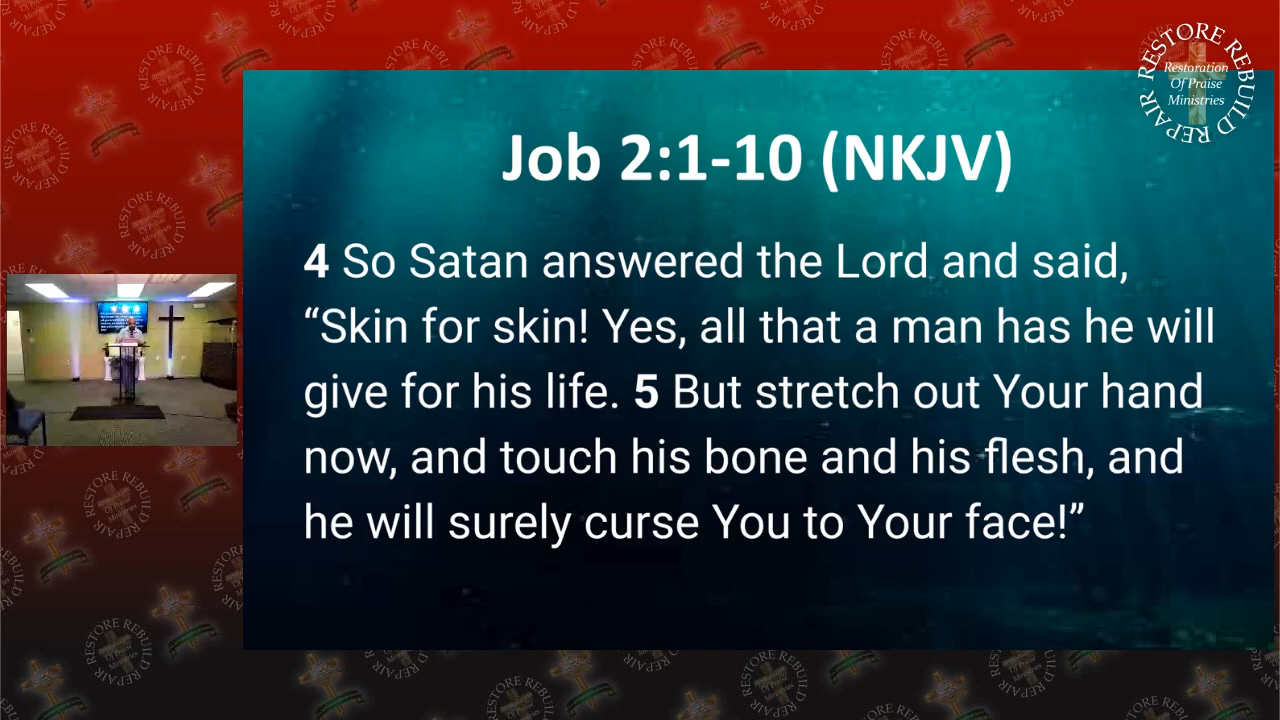 Job 2:1-10 (NKJV)
4 So Satan answered the Lord and said,
“Skin for skin! Yes, all that a man has he will
give for his life. 5 But stretch out Your hand
now, and touch his bone and his flesh, and
he will surely curse You to Your face!”
RESTORE REBUILD REPAIR
Restoration
Of Praise
Ministries